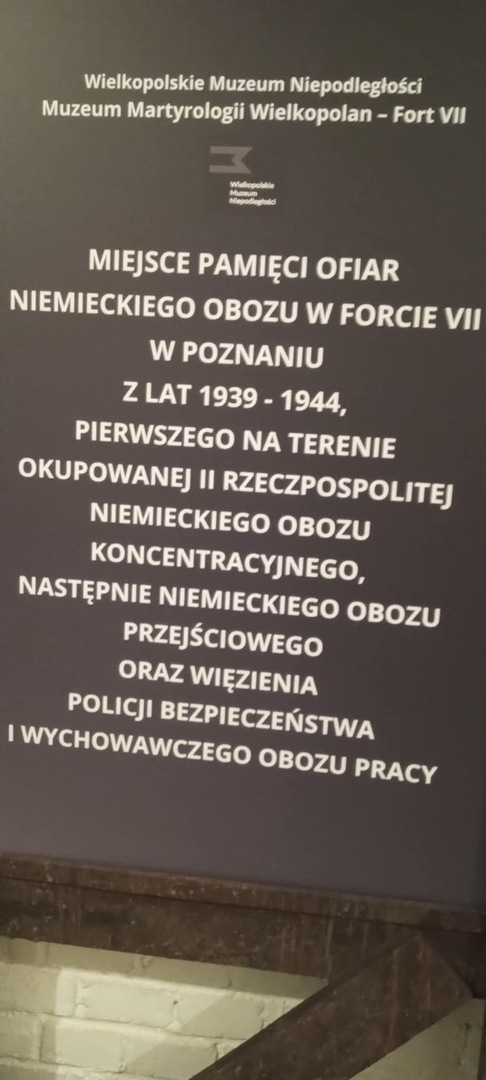 Wielkopolskie Muzeum Niepodległości
Muzeum Martyrologii Wielkopolan – Fort VII
Wielkopolskie
Muzeum
Niepodległości
MIEJSCE PAMIĘCI OFIAR
NIEMIECKIEGO OBOZU W FORCIE VII
W POZNANIU
Z LAT 1939 - 1944,
PIERWSZEGO NA TERENIE
OKUPOWANEJ II RZECZPOSPOLITEJ
NIEMIECKIEGO OBOZU
KONCENTRACYJNEGO,
NASTĘPNIE NIEMIECKIEGO OBOZU
PRZEJŚCIOWEGO
ORAZ WIĘZIENIA
POLICJI BEZPIECZEŃSTWA
I WYCHOWAWCZEGO OBOZU PRACY